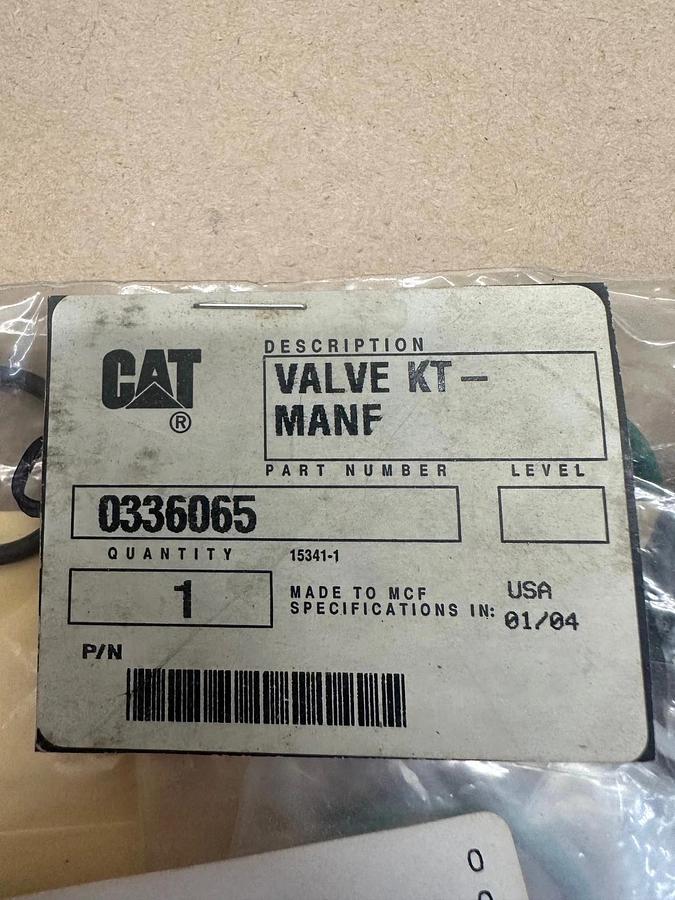 CAT
®
DESCRIPTION
VALVE KT-
MANF
PART NUMBER LEVEL
0336065
QUANTITY 15341-1
1
MADE TO MCF USA
SPECIFICATIONS IN: 01/04
P/N
0